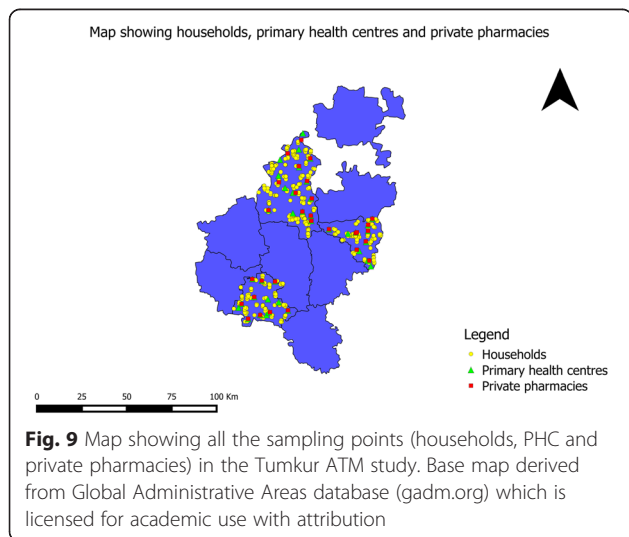 Map showing households, primary health centres and private pharmacies
Legend
Households
Primary health centres
Private pharmacies
0 25 50 75 100 Km
Fig. 9 Map showing all the sampling points (households, PHC and
private pharmacies) in the Tumkur ATM study. Base map derived
from Global Administrative Areas database (gadm.org) which is
licensed for academic use with attribution